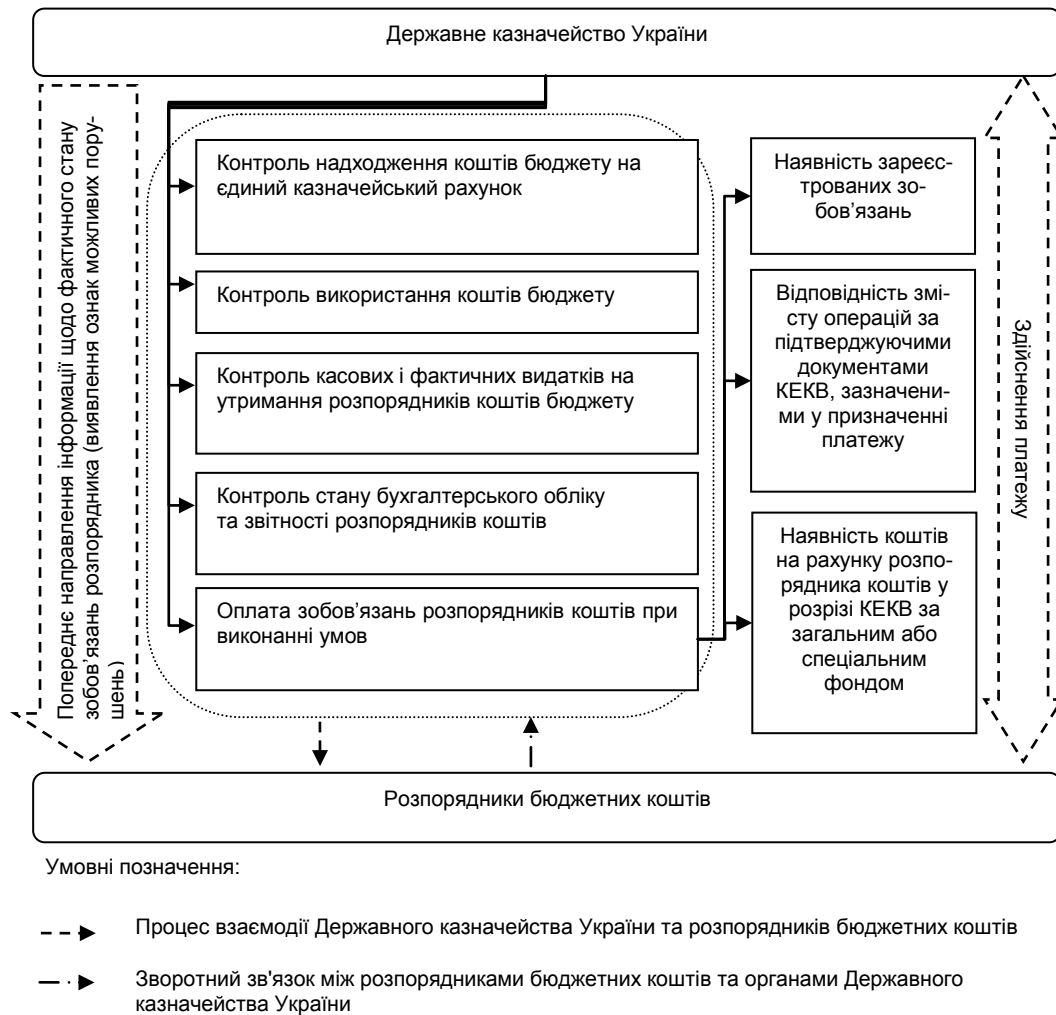 Державне казначейство України
Попереднє направлення інформації щодо фактичного стану
зобов’язань розпорядника (виявлення ознак можливих пору-
шень)
Контроль надходження коштів бюджету на
єдиний казначейський рахунок
Контроль використання коштів бюджету
Контроль касових і фактичних видатків на
утримання розпорядників коштів бюджету
Контроль стану бухгалтерського обліку
та звітності розпорядників коштів
Оплата зобов’язань розпорядників коштів при
виконанні умов
Наявність зареєс-
трованих зо-
бов’язань
Відповідність змі-
сту операцій за
підтверджуючими
документами
КЕКВ, зазначени-
ми у призначенні
платежу
Наявність коштів
на рахунку розпо-
рядника коштів у
розрізі КЕКВ за
загальним або
спеціальним
фондом
Здійснення платежу
Розпорядники бюджетних коштів
Умовні позначення:
Процес взаємодії Державного казначейства України та розпорядників бюджетних коштів
Зворотний зв'язок між розпорядниками бюджетних коштів та органами Державного
казначейства України